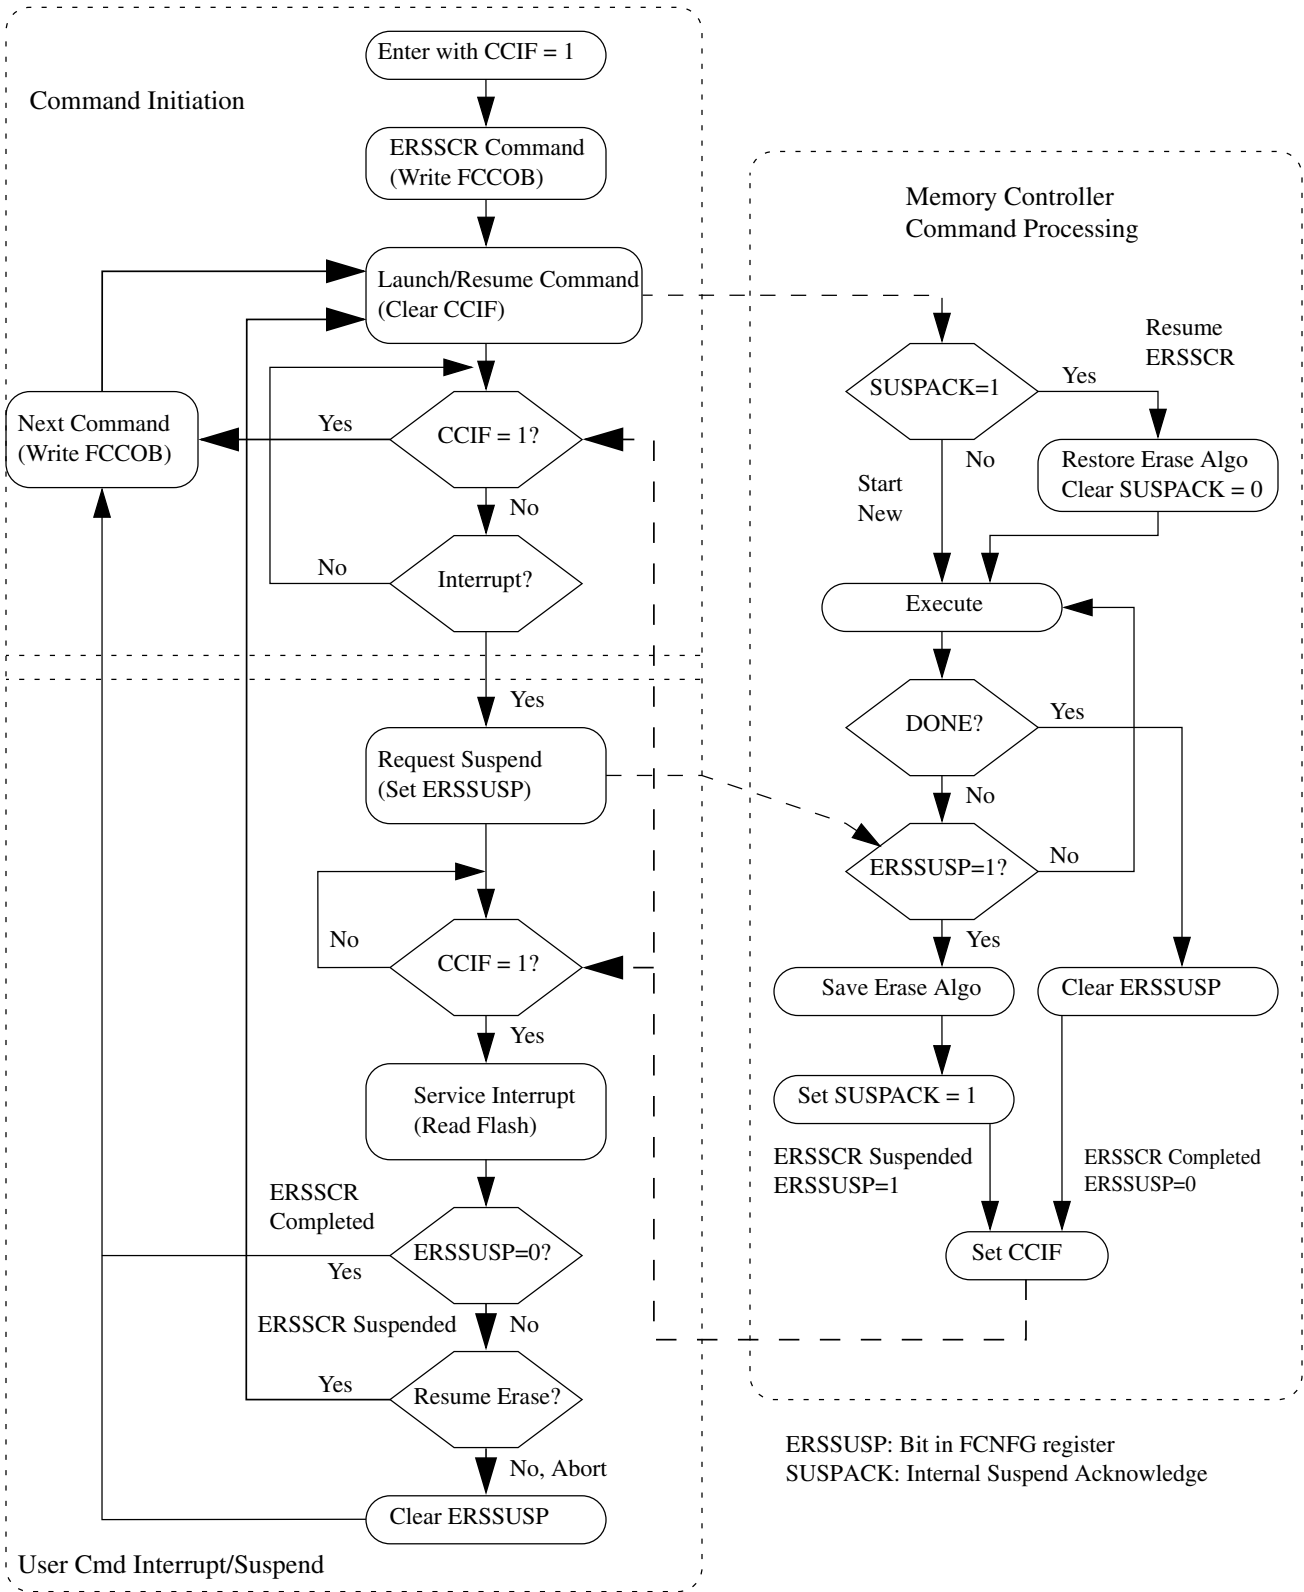 Enter with CCIF = 1
Command Initiation
ERSSCR Command
(Write FCCOB)
Launch/Resume Command
(Clear CCIF)
Next Command
(Write FCCOB)
Yes
CCIF = 1?
No
No
Interrupt?
Yes
Request Suspend
(Set ERSSUSP)
No
CCIF = 1?
Yes
Service Interrupt
(Read Flash)
ERSSCR
Completed
ERSSUSP=0?
Yes
ERSSCR Suspended
No
Yes
Resume Erase?
No, Abort
Clear ERSSUSP
User Cmd Interrupt/Suspend
Memory Controller
Command Processing
Resume
ERSSCR
SUSPACK=1
Yes
No
Restore Erase Algo
Clear SUSPACK = 0
Start
New
Execute
DONE?
Yes
No
ERSSUSP=1?
No
Yes
Save Erase Algo
Clear ERSSUSP
Set SUSPACK = 1
ERSSCR Suspended
ERSSUSP=1
ERSSCR Completed
ERSSUSP=0
Set CCIF
ERSSUSP: Bit in FCNFG register
SUSPACK: Internal Suspend Acknowledge